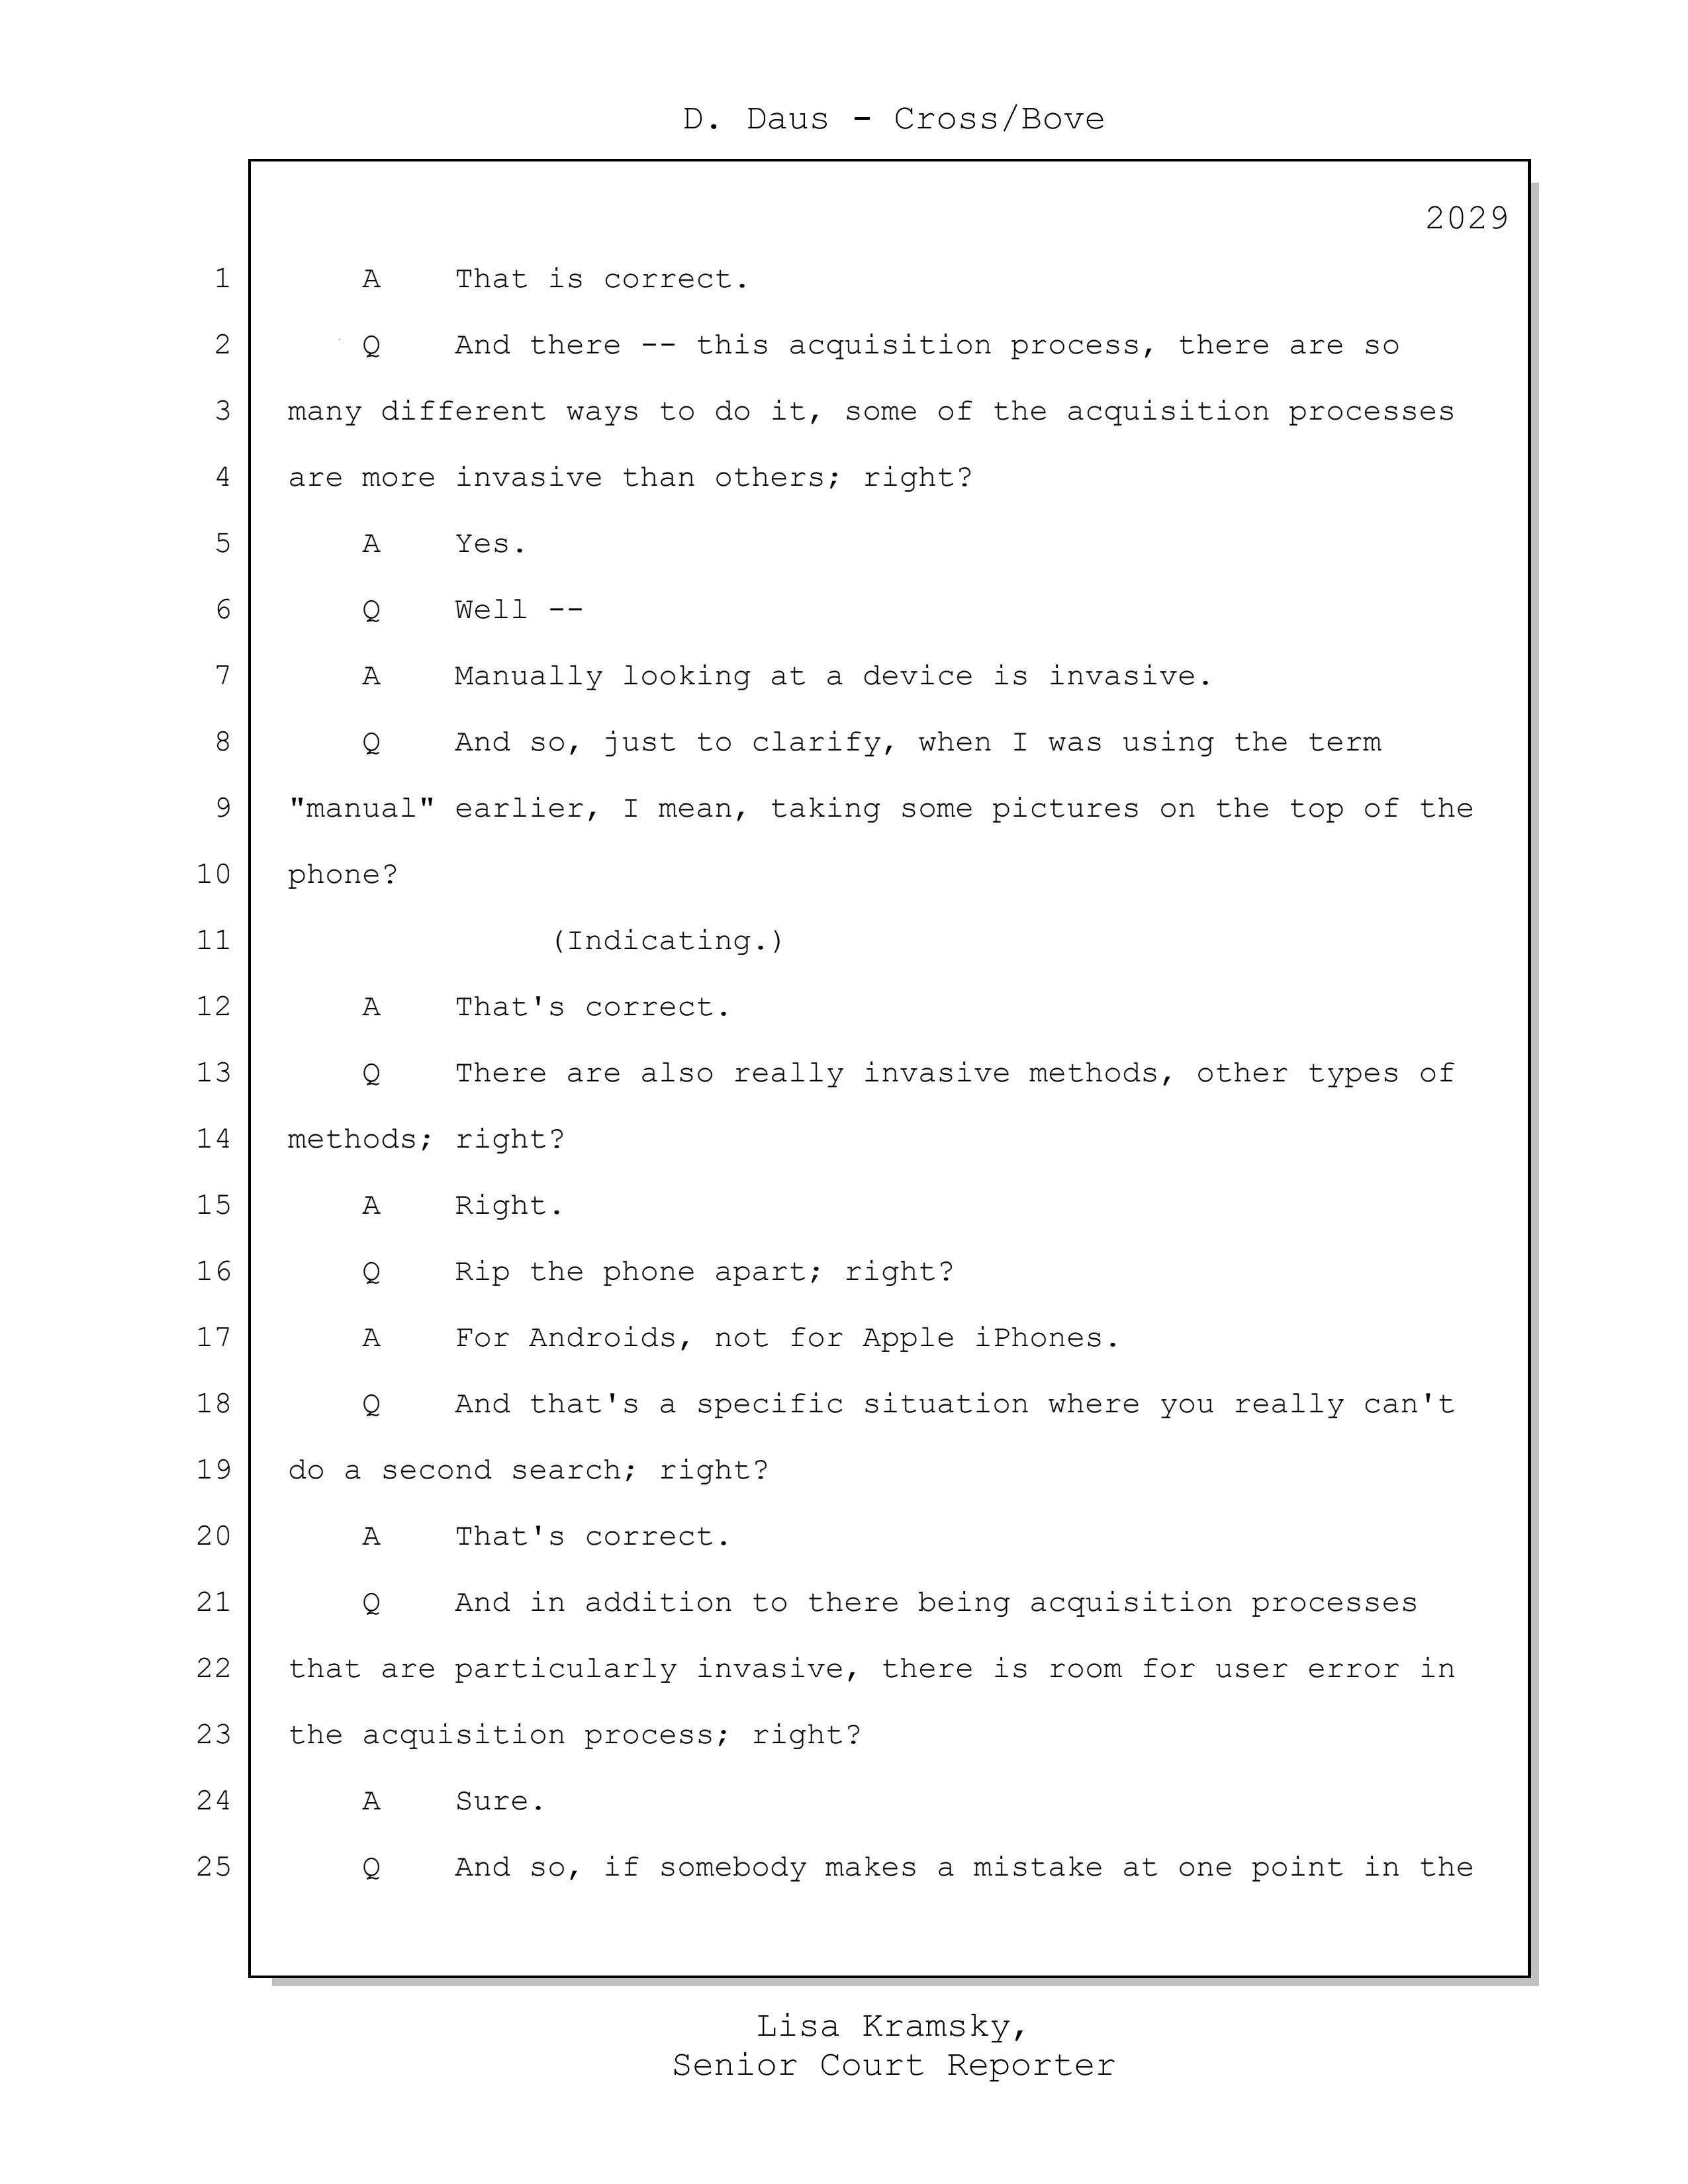 D. Daus - Cross/Bove
2029
1 A That is correct.
2 Q And there -- this acquisition process, there are so
3 many different ways to do it, some of the acquisition processes
4 are more invasive than others; right?
5 A Yes.
6 Q Well --
7 A Manually looking at a device is invasive.
8 Q And so, just to clarify, when I was using the term
9 "manual" earlier, I mean, taking some pictures on the top of the
10 phone?
11 (Indicating.)
12 A That's correct.
13 Q There are also really invasive methods, other types of
14 methods; right?
15 A Right.
16 Q Rip the phone apart; right?
17 A For Androids, not for Apple iPhones.
18 Q And that's a specific situation where you really can't
19 do a second search; right?
20 A That's correct.
21 Q And in addition to there being acquisition processes
22 that are particularly invasive, there is room for user error in
23 the acquisition process; right?
24 A Sure.
25 Q And so, if somebody makes a mistake at one point in the
Lisa Kramsky,
Senior Court Reporter